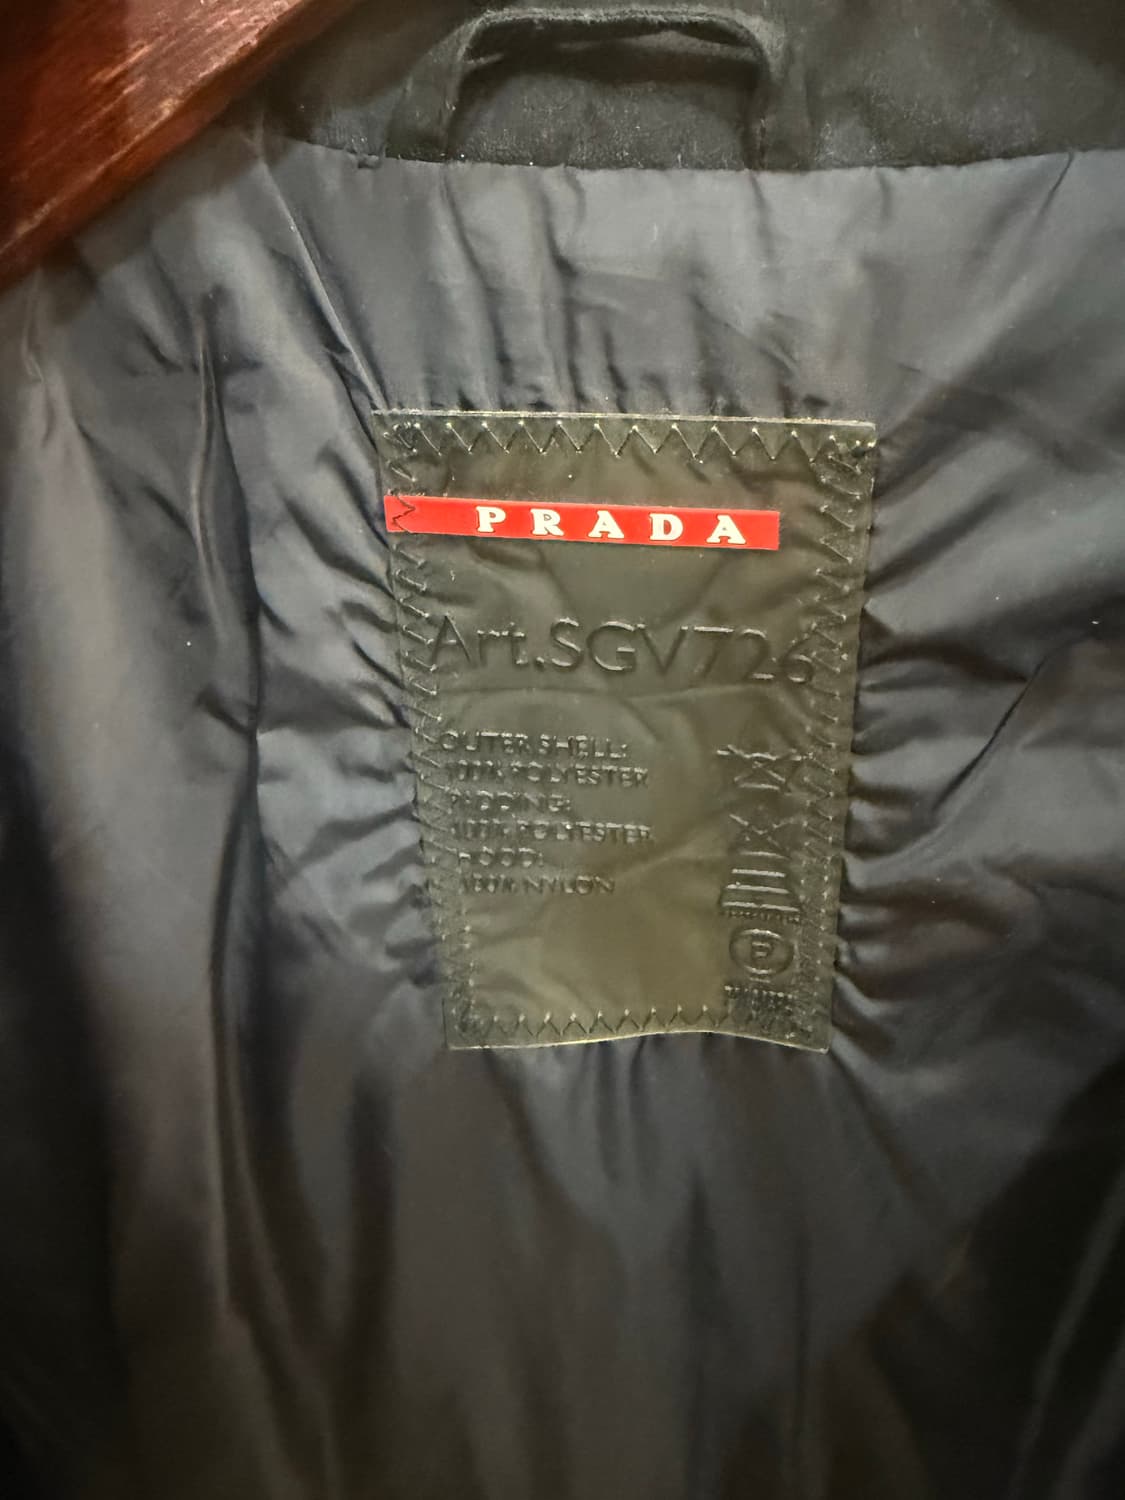 PRADA
Art.SGV726
OUTER SHELL:
100% POLYESTER
PADDING:
100% POLYESTER
HOOD:
100% NYLON
P